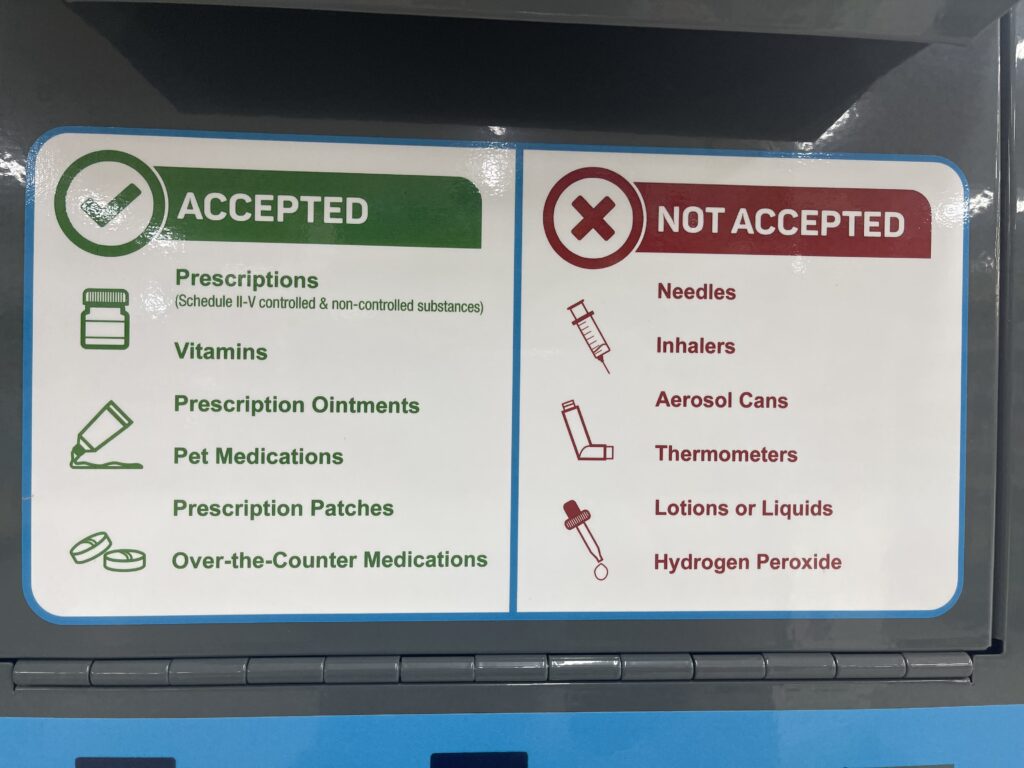 ACCEPTED
Prescriptions
(Schedule II-V controlled & non-controlled substances)
Vitamins
Prescription Ointments
Pet Medications
Prescription Patches
Over-the-Counter Medications
NOT ACCEPTED
Needles
Inhalers
Aerosol Cans
Thermometers
Lotions or Liquids
Hydrogen Peroxide